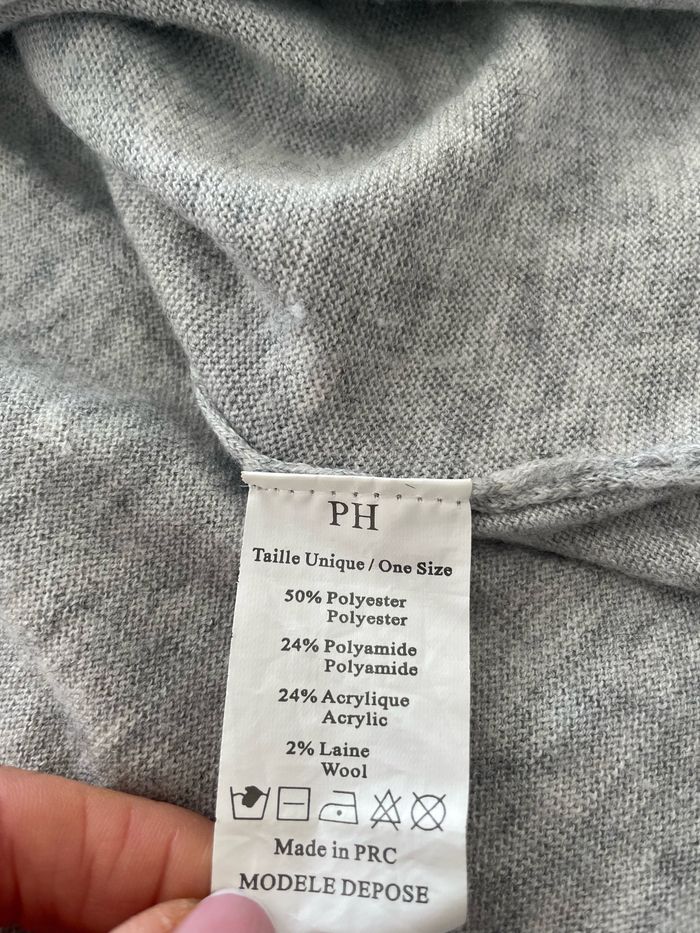 PH
Taille Unique / One Size
50% Polyester
Polyester
24% Polyamide
Polyamide
24% Acrylique
Acrylic
2% Laine
Wool
Made in PRC
MODELE DEPOSE